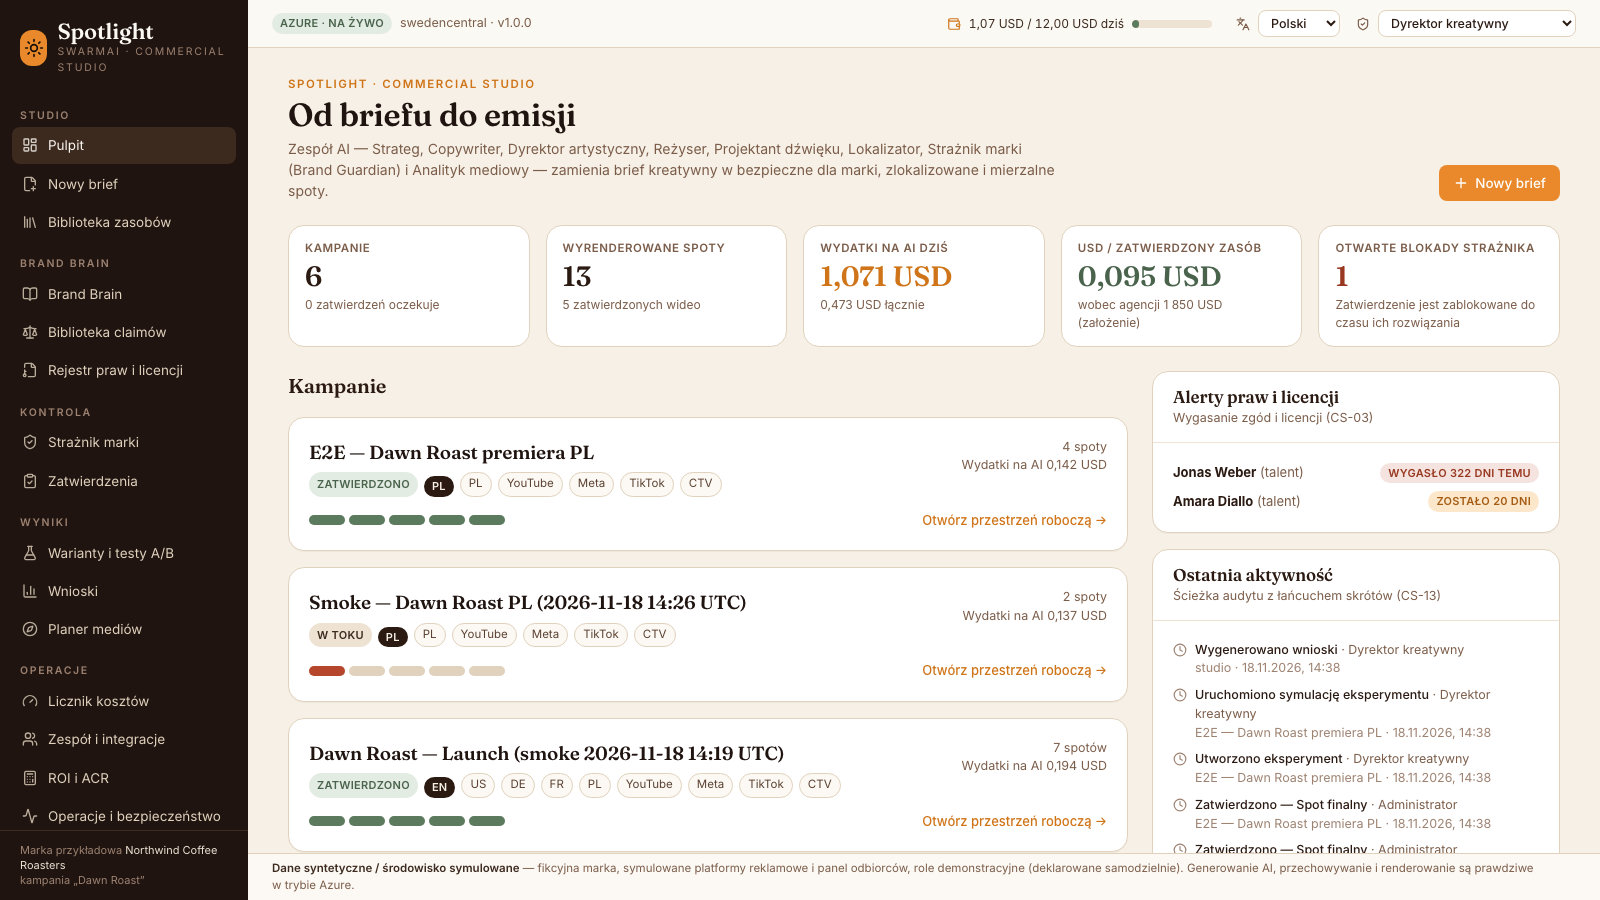 Spotlight
SWARMAI · COMMERCIAL
STUDIO
STUDIO
Pulpit
Nowy brief
Biblioteka zasobów
BRAND BRAIN
Brand Brain
Biblioteka claimów
Rejestr praw i licencji
KONTROLA
Strażnik marki
Zatwierdzenia
WYNIKI
Warianty i testy A/B
Wnioski
Planer mediów
OPERACJE
Licznik kosztów
Zespół i integracje
ROI i ACR
Operacje i bezpieczeństwo
Marka przykładowa Northwind Coffee
Roasters
kampania „Dawn Roast”
AZURE · NA ŻYWO swedencentral · v1.0.0
1,07 USD / 12,00 USD dziś
Polski
Dyrektor kreatywny
SPOTLIGHT · COMMERCIAL STUDIO
Od briefu do emisji
Zespół AI — Strateg, Copywriter, Dyrektor artystyczny, Reżyser, Projektant dźwięku, Lokalizator, Strażnik marki
(Brand Guardian) i Analityk mediowy — zamienia brief kreatywny w bezpieczne dla marki, zlokalizowane i mierzalne
spoty.
Nowy brief
KAMPANIE
6
0 zatwierdzeń oczekuje
WYRENDEROWANE SPOTY
13
5 zatwierdzonych wideo
WYDATKI NA AI DZIŚ
1,071 USD
0,473 USD łącznie
USD / ZATWIERDZONY ZASÓB
0,095 USD
wobec agencji 1 850 USD
(założenie)
OTWARTE BLOKADY STRAŻNIKA
1
Zatwierdzenie jest zablokowane do
czasu ich rozwiązania
Kampanie
E2E — Dawn Roast premiera PL
ZATWIERDZONO PL PL YouTube Meta TikTok CTV
4 spoty
Wydatki na AI 0,142 USD
Otwórz przestrzeń roboczą →
Smoke — Dawn Roast PL (2026-11-18 14:26 UTC)
W TOKU PL PL YouTube Meta TikTok CTV
2 spoty
Wydatki na AI 0,137 USD
Otwórz przestrzeń roboczą →
Dawn Roast — Launch (smoke 2026-11-18 14:19 UTC)
ZATWIERDZONO EN US DE FR PL YouTube Meta TikTok CTV
7 spotów
Wydatki na AI 0,194 USD
Otwórz przestrzeń roboczą →
Alerty praw i licencji
Wygasanie zgód i licencji (CS-03)
Jonas Weber (talent) WYGASŁO 322 DNI TEMU
Amara Diallo (talent) ZOSTAŁO 20 DNI
Ostatnia aktywność
Ścieżka audytu z łańcuchem skrótów (CS-13)
Wygenerowano wnioski · Dyrektor kreatywny
studio · 18.11.2026, 14:38
Uruchomiono symulację eksperymentu · Dyrektor
kreatywny
E2E — Dawn Roast premiera PL · 18.11.2026, 14:38
Utworzono eksperyment · Dyrektor kreatywny
E2E — Dawn Roast premiera PL · 18.11.2026, 14:38
Zatwierdzono — Spot finalny · Administrator
E2E — Dawn Roast premiera PL · 18.11.2026, 14:38
Zatwierdzono — Spot finalny · Administrator
Dane syntetyczne / środowisko symulowane — fikcyjna marka, symulowane platformy reklamowe i panel odbiorców, role demonstracyjne (deklarowane samodzielnie). Generowanie AI, przechowywanie i renderowanie są prawdziwe
w trybie Azure.